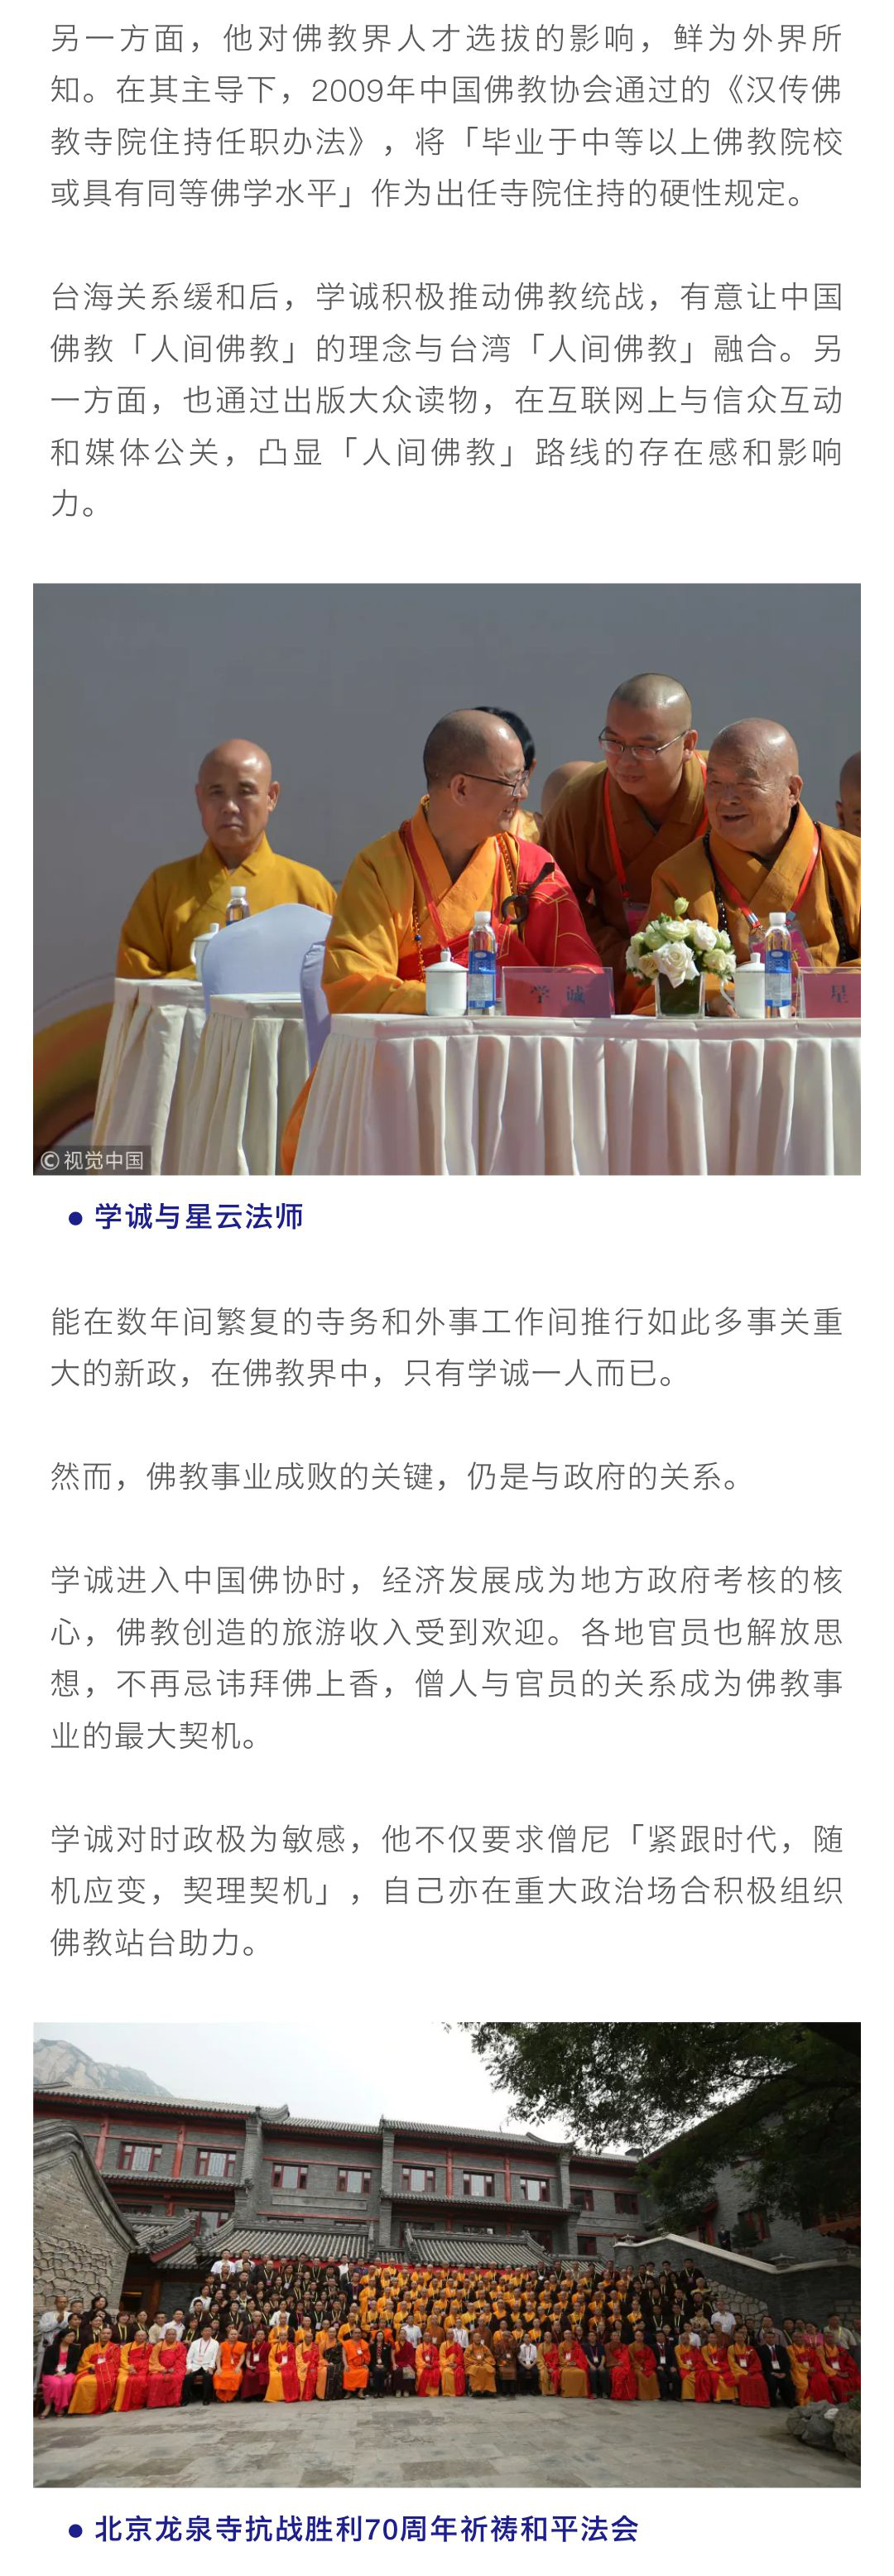 另一方面，他对佛教界人才选拔的影响，鲜为外界所
知。在其主导下，2009年中国佛教协会通过的《汉传佛
教寺院住持任职办法》，将「毕业于中等以上佛教院校
或具有同等佛学水平」作为出任寺院住持的硬性规定。
台海关系缓和后，学诚积极推动佛教统战，有意让中国
佛教「人间佛教」的理念与台湾「人间佛教」融合。另
一方面，也通过出版大众读物，在互联网上与信众互动
和媒体公关，凸显「人间佛教」路线的存在感和影响
力。
学诚
星
©视觉中国
● 学诚与星云法师
能在数年间繁复的寺务和外事工作间推行如此多事关重
大的新政，在佛教界中，只有学诚一人而已。
然而，佛教事业成败的关键，仍是与政府的关系。
学诚进入中国佛协时，经济发展成为地方政府考核的核
心，佛教创造的旅游收入受到欢迎。各地官员也解放思
想，不再忌讳拜佛上香，僧人与官员的关系成为佛教事
业的最大契机。
学诚对时政极为敏感，他不仅要求僧尼「紧跟时代，随
机应变，契理契机」，自己亦在重大政治场合积极组织
佛教站台助力。
● 北京龙泉寺抗战胜利70周年祈祷和平法会